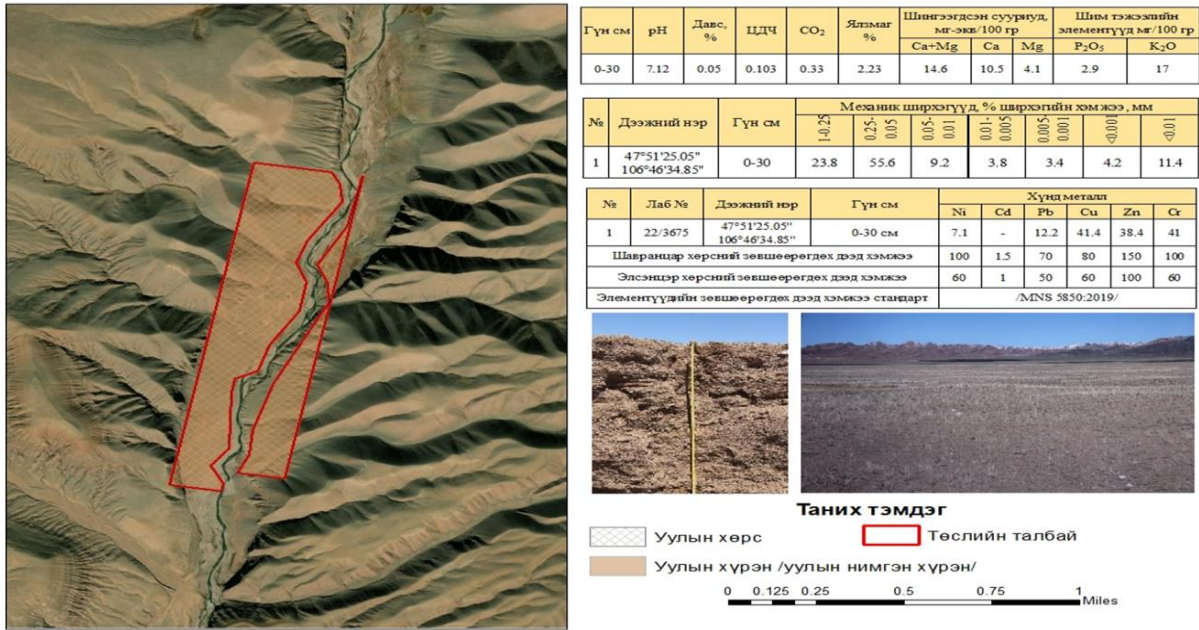 Гүн см pH Давс, % ЦДЧ CO₂ Ялзмаг % Шингээгдсэн сууриуд, мг-экв/100 гр Шим тэжээлийн элементүүд мг/100 гр
Ca+Mg Ca Mg P₂O₅ K₂O
0-30 7.12 0.05 0.103 0.33 2.23 14.6 10.5 4.1 2.9 17
№ Дээжний нэр Гүн см Механик ширхэгүүд, % ширхэгийн хэмжээ, мм
1-0.25 0.25-0.05 0.05-0.01 0.01-0.005 0.005-0.001 <0.001 <0.01
1 47°51'25.05" 106°46'34.85" 0-30 23.8 55.6 9.2 3.8 3.4 4.2 11.4
№ Лаб № Дээжний нэр Гүн см Хүнд металл
Ni Cd Pb Cu Zn Cr
1 22/3675 47°51'25.05" 106°46'34.85" 0-30 см 7.1 - 12.2 41.4 38.4 41
Шавранцар хөрсний зөвшөөрөгдөх дээд хэмжээ 100 1.5 70 80 150 100
Элсэнцэр хөрсний зөвшөөрөгдөх дээд хэмжээ 60 1 50 60 100 60
Элементүүдийн зөвшөөрөгдөх дээд хэмжээ стандарт /MNS 5850:2019/
Таних тэмдэг
Уулын хөрс Төслийн талбай
Уулын хүрэн /уулын нимгэн хүрэн/
0 0.125 0.25 0.5 0.75 1
Miles